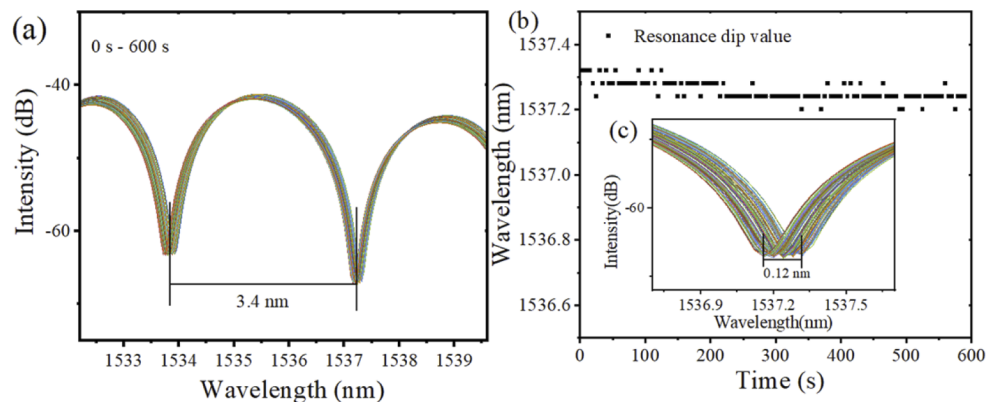 (a)
0 s - 600 s
-40
-60
Intensity (dB)
3.4 nm
1533 1534 1535 1536 1537 1538 1539
Wavelength (nm)
(b)
Resonance dip value
1537.4
1537.2
1537.0
1536.8
1536.6
Wavelength (nm)
(c)
-60
Intensity(dB)
0.12 nm
1536.9 1537.2 1537.5
Wavelength(nm)
0 100 200 300 400 500 600
Time (s)